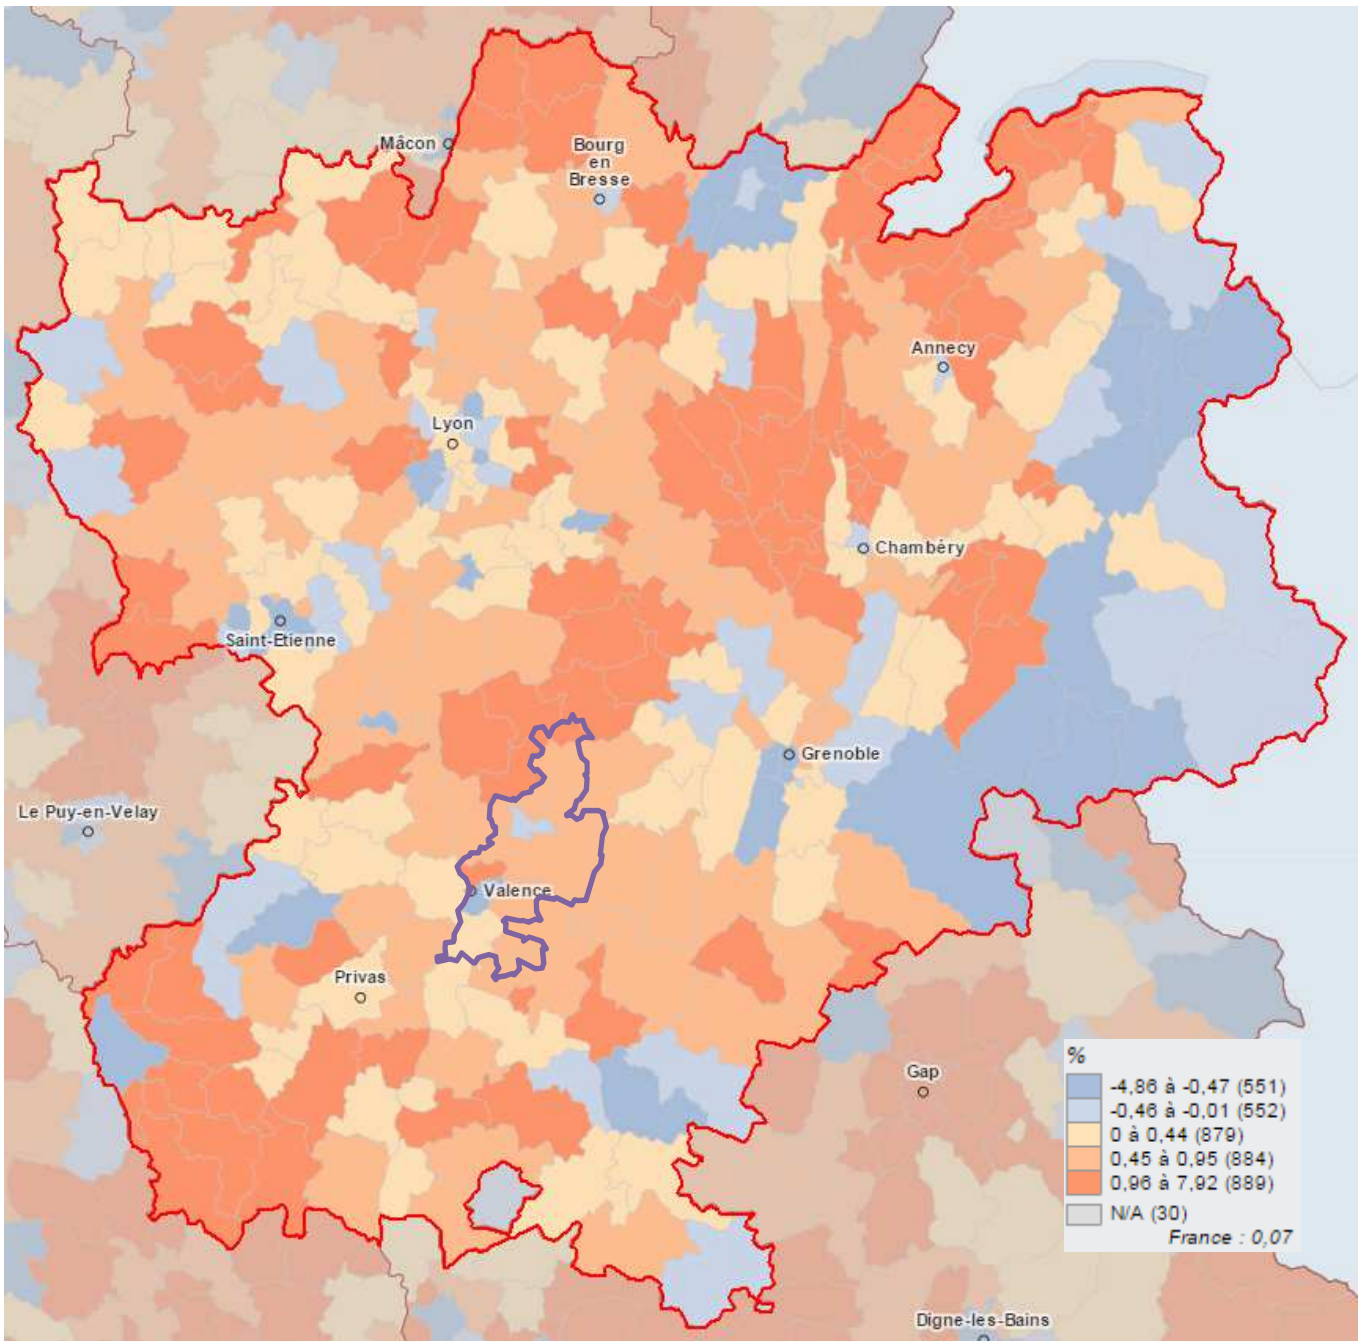 Mâcon
Bourg
en
Bresse
Annecy
Lyon
Chambéry
Saint-Etienne
Grenoble
Le Puy-en-Velay
Valence
Privas
Gap
%
-4,86 à -0,47 (551)
-0,46 à -0,01 (552)
0 à 0,44 (879)
0,45 à 0,95 (884)
0,96 à 7,92 (889)
N/A (30)
France : 0,07
Digne-les-Bains